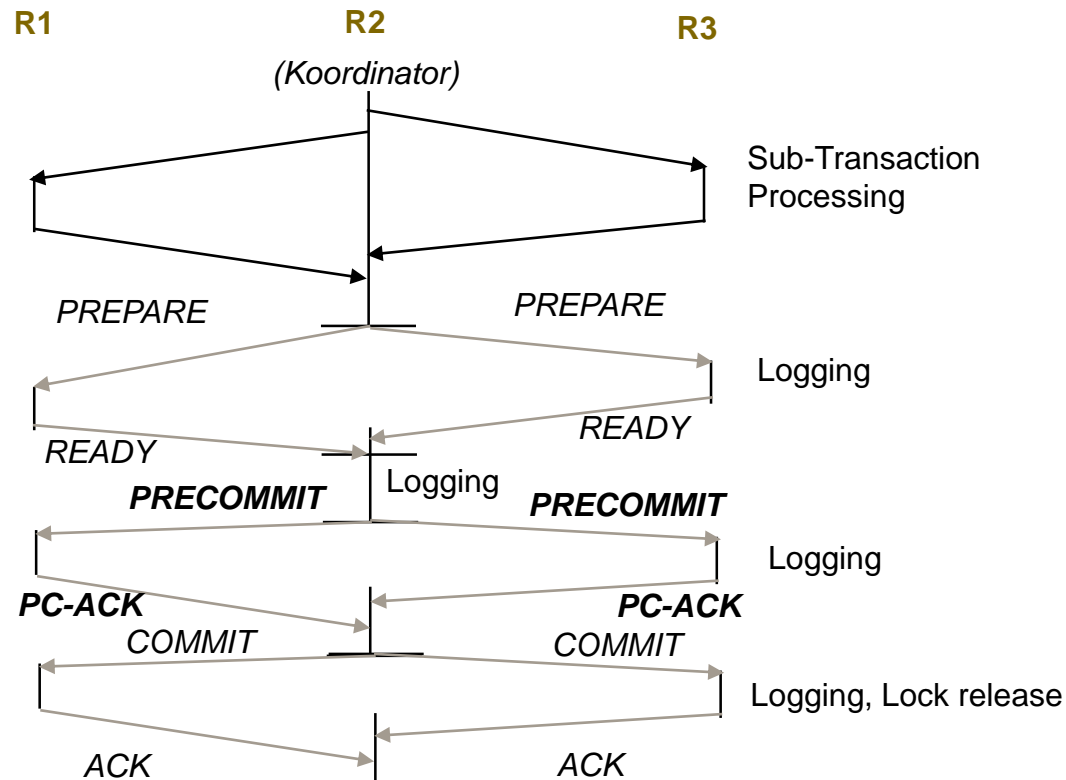 R1
R2
R3
(Koordinator)
Sub-Transaction
Processing
PREPARE
PREPARE
Logging
READY
READY
Logging
PRECOMMIT
PRECOMMIT
Logging
PC-ACK
PC-ACK
COMMIT
COMMIT
Logging, Lock release
ACK
ACK